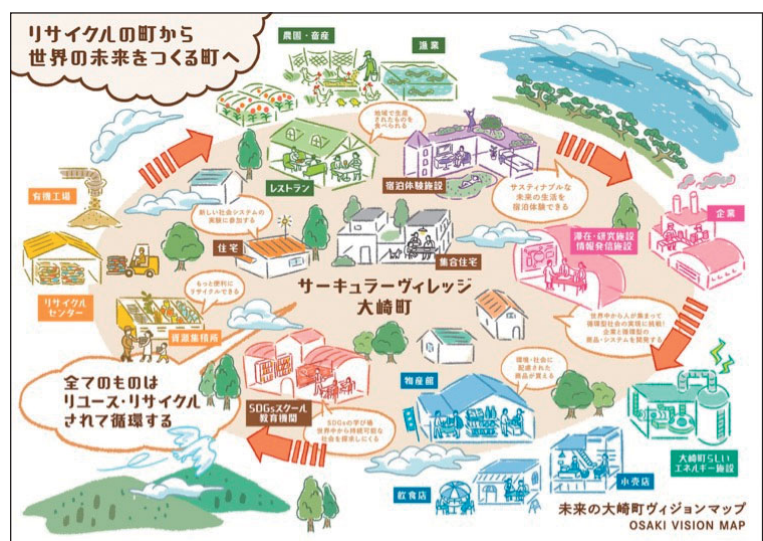 リサイクルの町から
世界の未来をつくる町へ
農園・畜産
漁業
地域で生産
されたものを
食べられる
レストラン
宿泊体験施設
サスティナブルな
未来の生活を
宿泊体験できる
有機工場
新しい社会システムの
実験に参加する
住宅
集合住宅
滞在・研究施設
情報発信施設
企業
リサイクル
センター
もっと便利に
リサイクルできる
資源集積所
サーキュラーヴィレッジ
大崎町
世界中から人が集まって
循環型社会の実現に挑戦!
企業と循環型の
商品・システムを開発する
全てのものは
リユース・リサイクル
されて循環する
SDGsスクール
教育機関
SDGsの学び場
世界中から持続可能な
社会を探求しにくる
物産館
環境・社会に
配慮された
商品が買える
大崎町らしい
エネルギー施設
飲食店
小売店
未来の大崎町ヴィジョンマップ
OSAKI VISION MAP